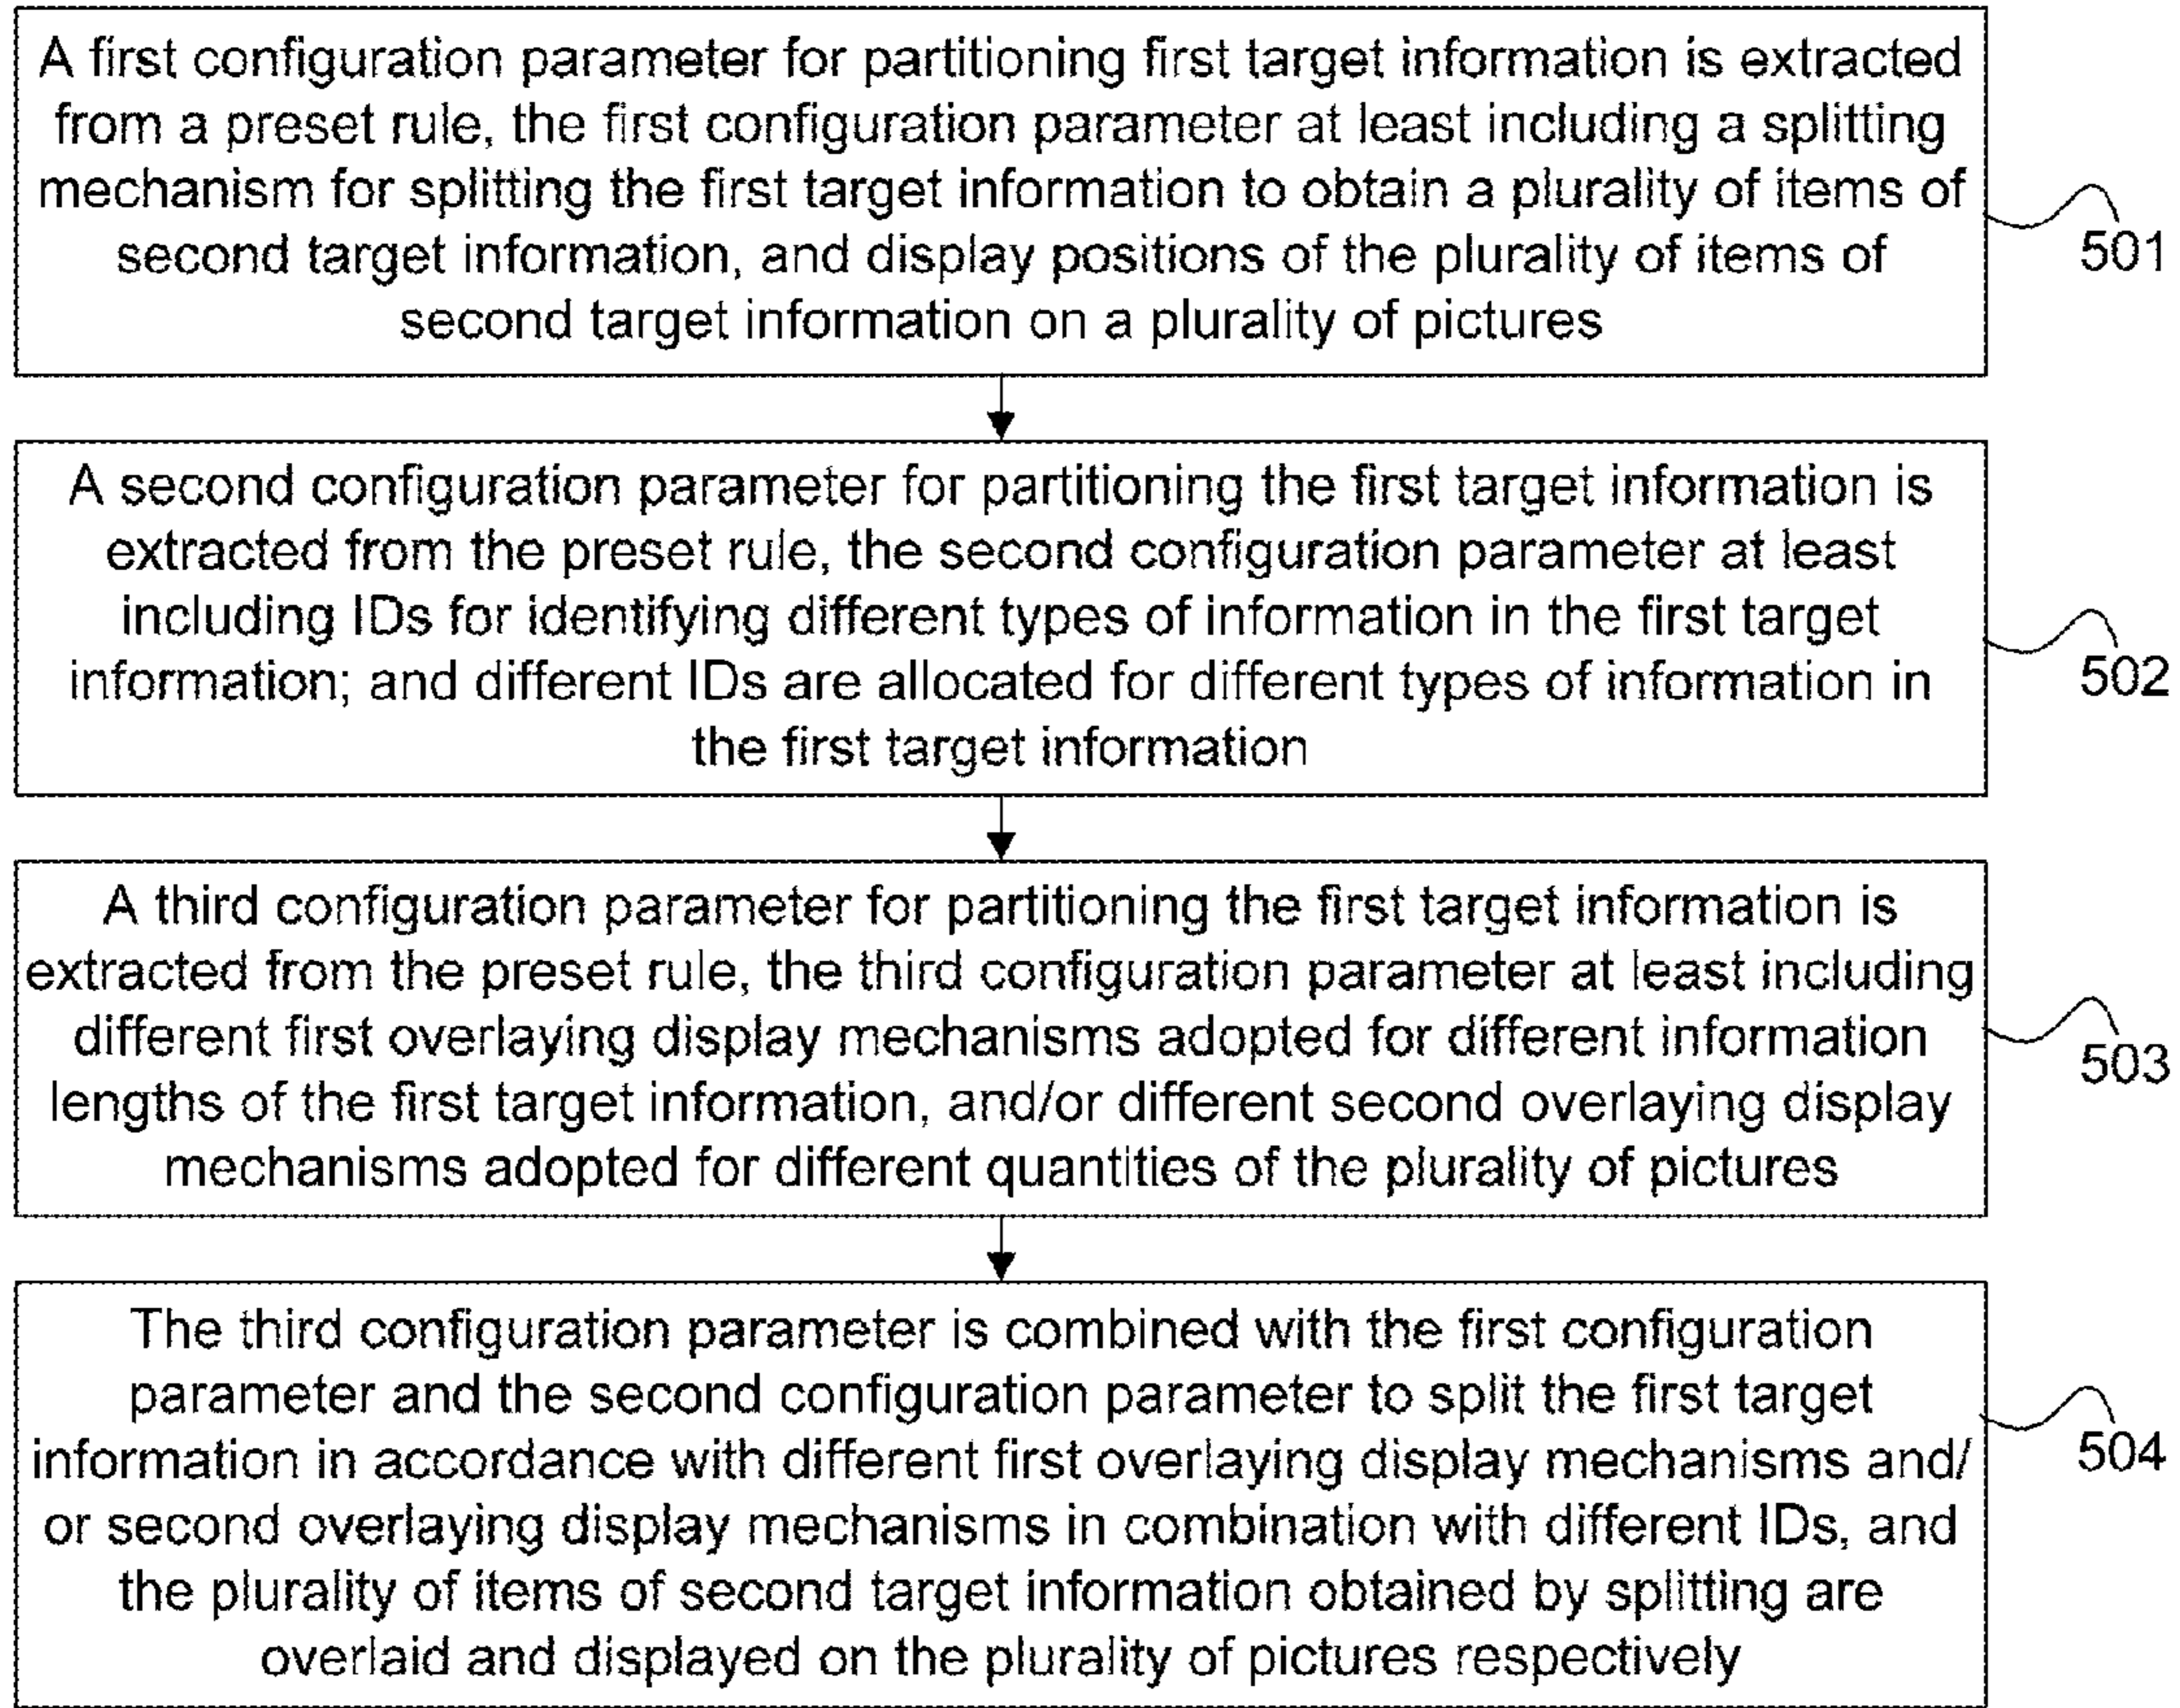 A first configuration parameter for partitioning first target information is extracted
from a preset rule, the first configuration parameter at least including a splitting
mechanism for splitting the first target information to obtain a plurality of items of
second target information, and display positions of the plurality of items of
second target information on a plurality of pictures
501
A second configuration parameter for partitioning the first target information is
extracted from the preset rule, the second configuration parameter at least
including IDs for identifying different types of information in the first target
information; and different IDs are allocated for different types of information in
the first target information
502
A third configuration parameter for partitioning the first target information is
extracted from the preset rule, the third configuration parameter at least including
different first overlaying display mechanisms adopted for different information
lengths of the first target information, and/or different second overlaying display
mechanisms adopted for different quantities of the plurality of pictures
503
The third configuration parameter is combined with the first configuration
parameter and the second configuration parameter to split the first target
information in accordance with different first overlaying display mechanisms and/
or second overlaying display mechanisms in combination with different IDs, and
the plurality of items of second target information obtained by splitting are
overlaid and displayed on the plurality of pictures respectively
504